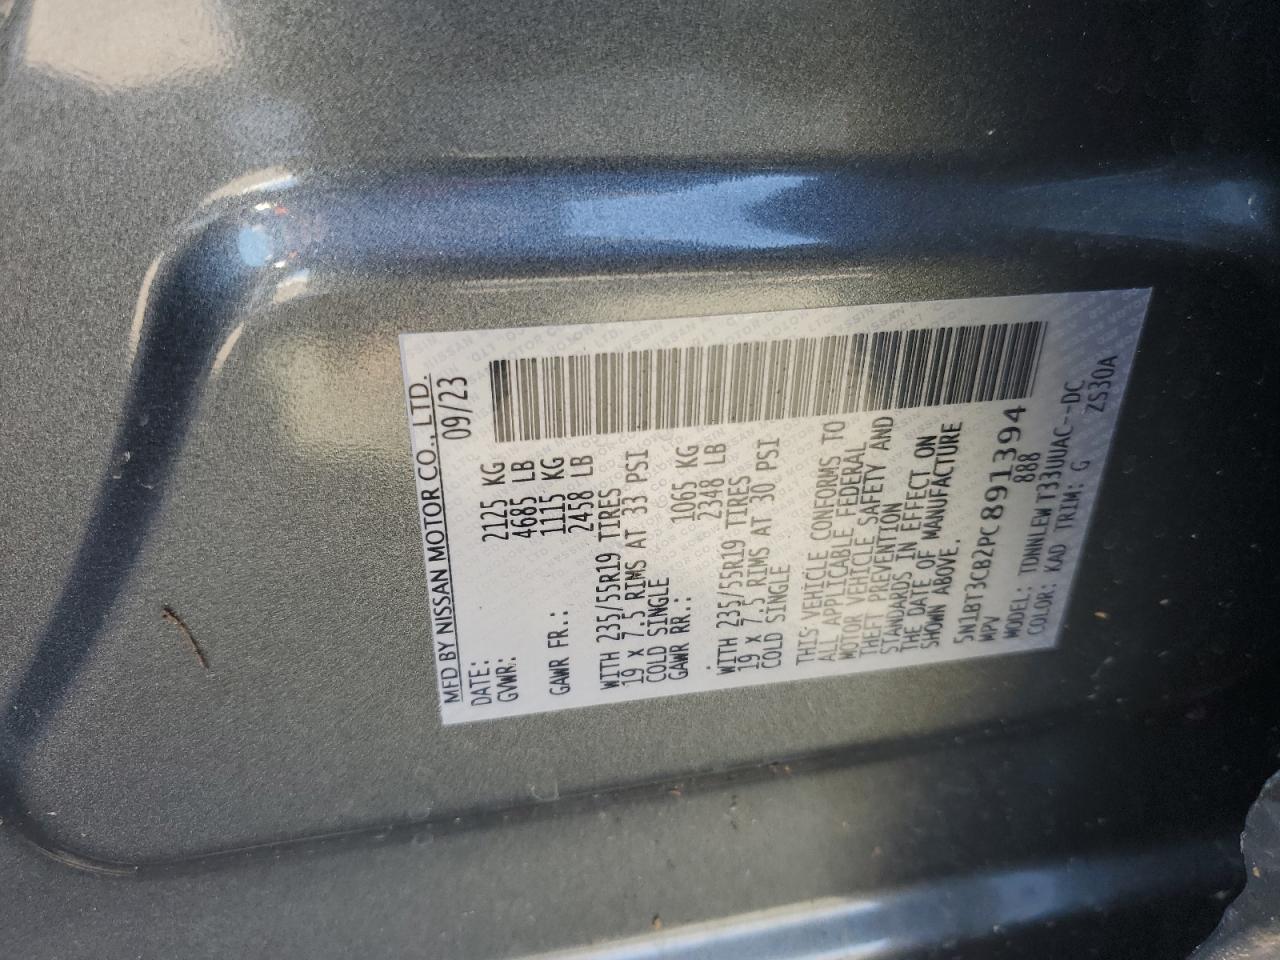 MFD BY NISSAN MOTOR CO., LTD.
DATE: 09/23
GVWR: 2125 KG
4685 LB
GAWR FR.: 1115 KG
2458 LB
WITH 235/55R19 TIRES
19 X 7.5 RIMS AT 33 PSI
COLD SINGLE
GAWR RR.: 1065 KG
2348 LB
WITH 235/55R19 TIRES
19 X 7.5 RIMS AT 30 PSI
COLD SINGLE
THIS VEHICLE CONFORMS TO
ALL APPLICABLE FEDERAL
MOTOR VEHICLE SAFETY AND
THEFT PREVENTION
STANDARDS IN EFFECT ON
THE DATE OF MANUFACTURE
SHOWN ABOVE.
5N1BT3CB2PC891394
MPV 888
MODEL: TDNNLEW T33UUAC--DC
COLOR: KAD TRIM: G ZS30A